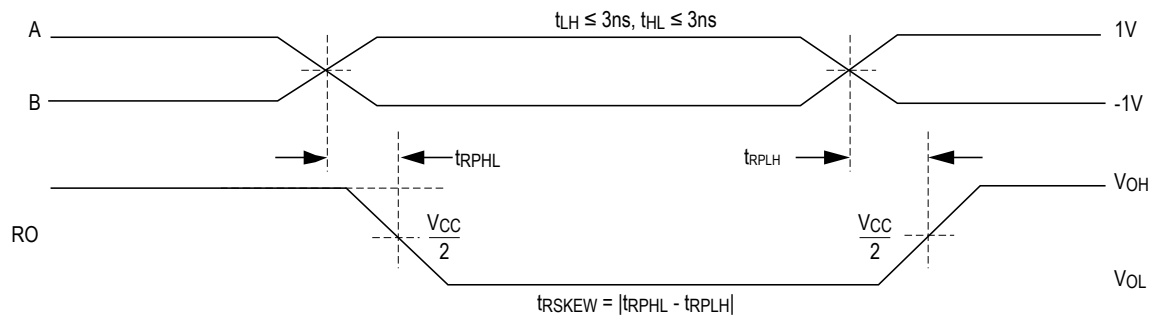 tLH ≤ 3ns, tHL ≤ 3ns
A
1V
B
-1V
tRPHL
tRPLH
VOH
RO
VCC
2
VCC
2
VOL
tRSKEW = |tRPHL - tRPLH|